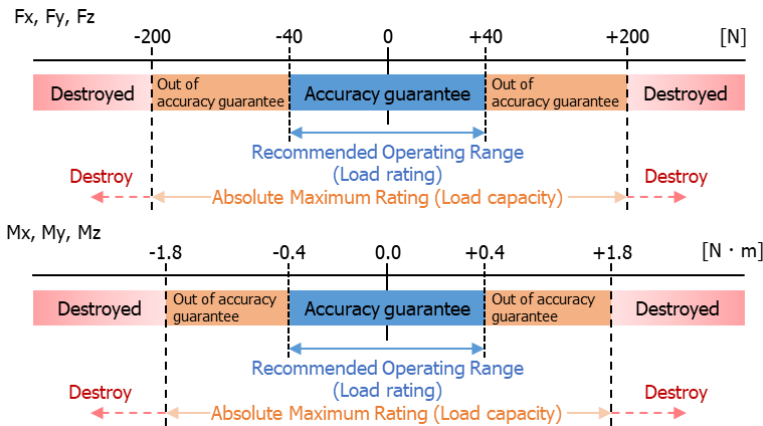 Fx, Fy, Fz
-200 -40 0 +40 +200 [N]
Destroyed
Out of
accuracy guarantee
Accuracy guarantee
Out of
accuracy guarantee
Destroyed
Recommended Operating Range
(Load rating)
Destroy
Absolute Maximum Rating (Load capacity)
Destroy
Mx, My, Mz
-1.8 -0.4 0.0 +0.4 +1.8 [N・m]
Destroyed
Out of accuracy
guarantee
Accuracy guarantee
Out of accuracy
guarantee
Destroyed
Recommended Operating Range
(Load rating)
Destroy
Absolute Maximum Rating (Load capacity)
Destroy